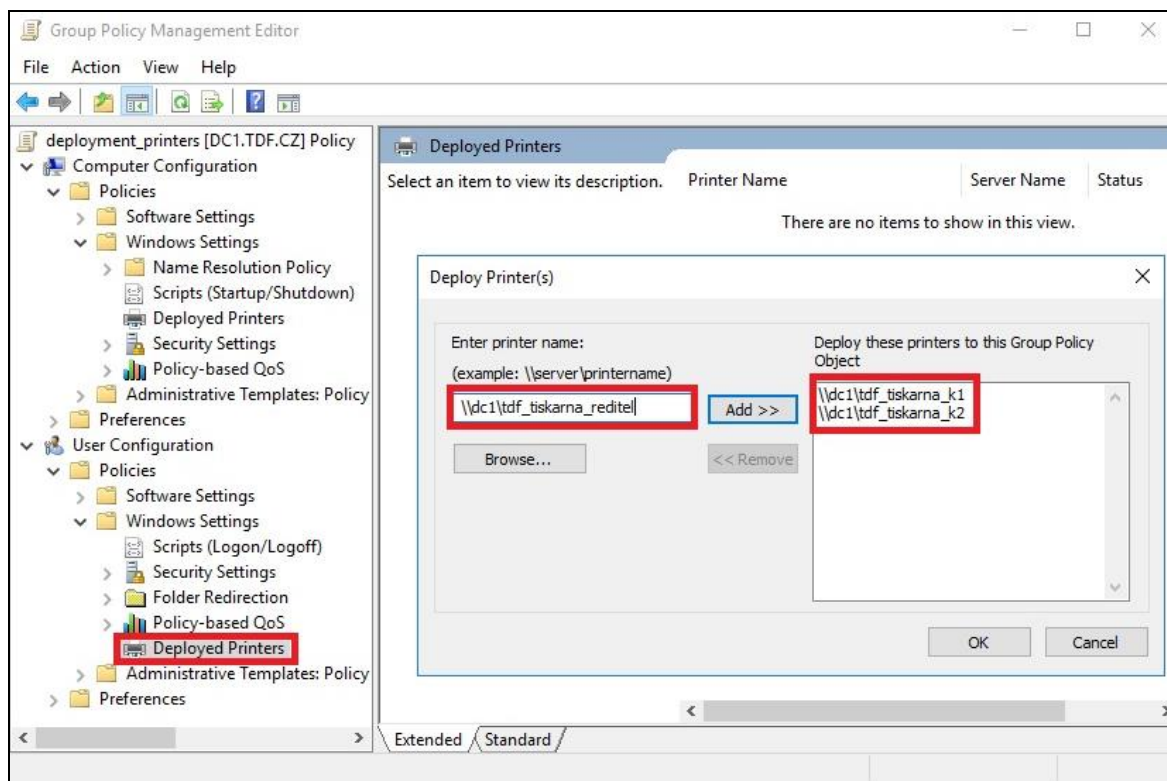 Group Policy Management Editor
File Action View Help
deployment_printers [DC1.TDF.CZ] Policy
Computer Configuration
Policies
Software Settings
Windows Settings
Name Resolution Policy
Scripts (Startup/Shutdown)
Deployed Printers
Security Settings
Policy-based QoS
Administrative Templates: Policy
Preferences
User Configuration
Policies
Software Settings
Windows Settings
Scripts (Logon/Logoff)
Security Settings
Folder Redirection
Policy-based QoS
Deployed Printers
Administrative Templates: Policy
Preferences
Deployed Printers
Select an item to view its description. Printer Name Server Name Status
There are no items to show in this view.
Deploy Printer(s)
Enter printer name:
(example: \\server\printername)
\\dc1\tdf_tiskarna_reditel
Add >>
Browse...
<< Remove
Deploy these printers to this Group Policy
Object
\\dc1\tdf_tiskarna_k1
\\dc1\tdf_tiskarna_k2
OK Cancel
Extended Standard